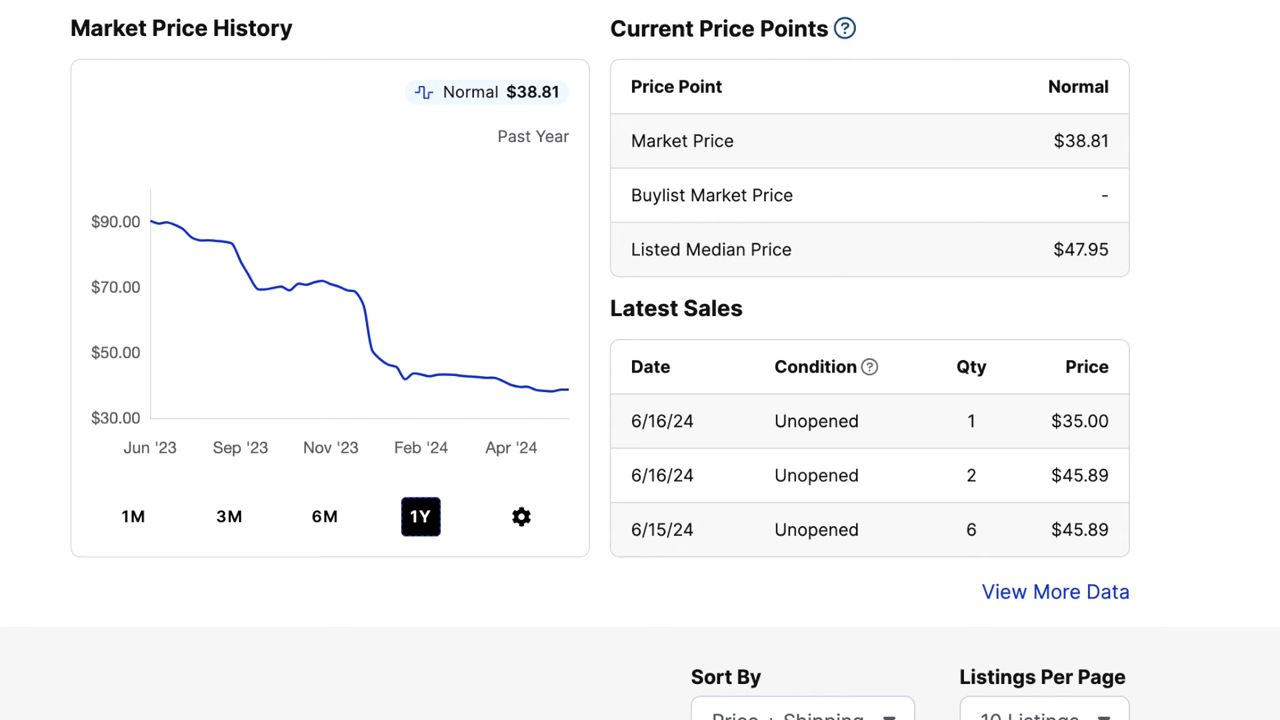 Market Price History
Normal $38.81
Past Year
$90.00
$70.00
$50.00
$30.00
Jun '23 Sep '23 Nov '23 Feb '24 Apr '24
1M 3M 6M 1Y
Current Price Points ?
Price Point Normal
Market Price $38.81
Buylist Market Price -
Listed Median Price $47.95
Latest Sales
Date Condition ? Qty Price
6/16/24 Unopened 1 $35.00
6/16/24 Unopened 2 $45.89
6/15/24 Unopened 6 $45.89
View More Data
Sort By Listings Per Page
Price + Shipping 10 Listings